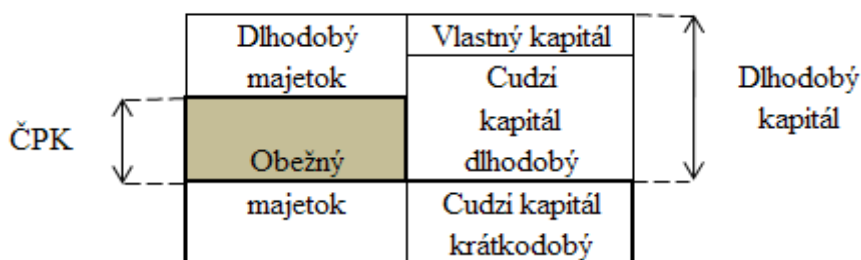 Dlhodobý
majetok
Vlastný kapitál
Cudzí
kapitál
dlhodobý
Dlhodobý
kapitál
ČPK
Obežný
majetok
Cudzí kapitál
krátkodobý